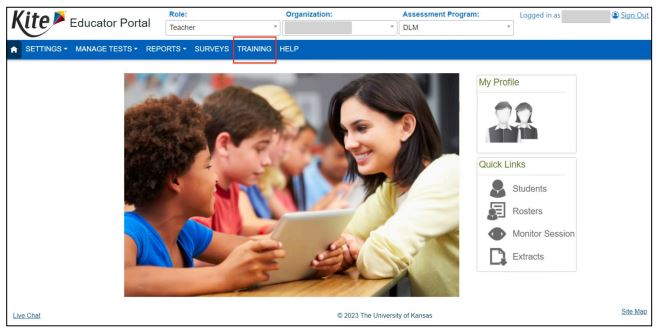 Kite Educator Portal
Role: Organization: Assessment Program: Logged in as Sign Out
Teacher DLM
SETTINGS MANAGE TESTS REPORTS SURVEYS TRAINING HELP
My Profile
Quick Links
Students
Rosters
Monitor Session
Extracts
Live Chat © 2023 The University of Kansas Site Map